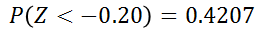 P(Z < −0.20) = 0.4207